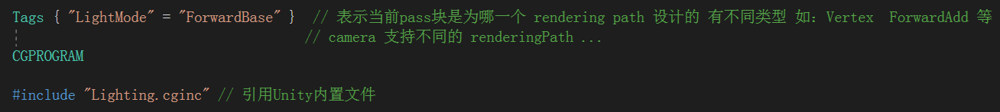 Tags { "LightMode" = "ForwardBase" } // 表示当前pass块是为哪一个 rendering path 设计的 有不同类型 如：Vertex ForwardAdd 等
// camera 支持不同的 renderingPath ...
CGPROGRAM
#include "Lighting.cginc" // 引用Unity内置文件